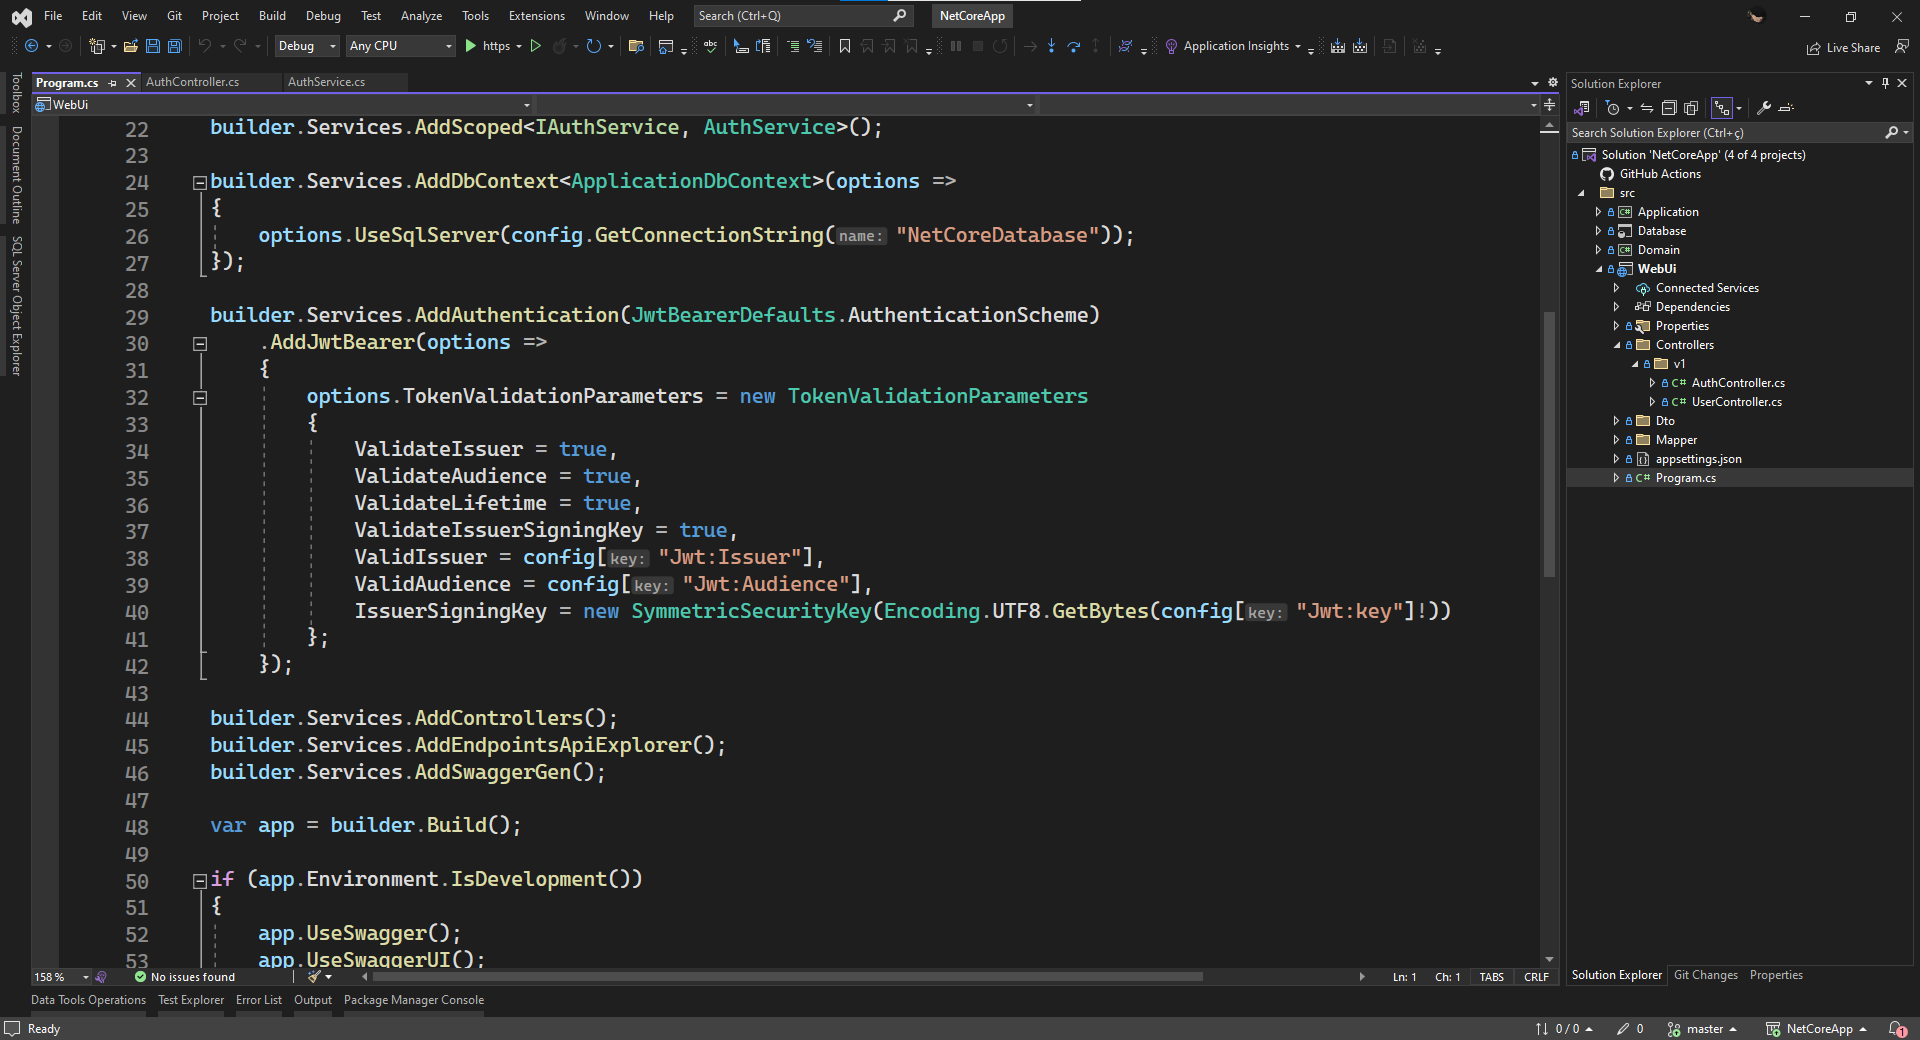 File Edit View Git Project Build Debug Test Analyze Tools Extensions Window Help Search (Ctrl+Q) NetCoreApp
Debug Any CPU https Application Insights Live Share
Program.cs AuthController.cs AuthService.cs
WebUi
Toolbox
Document Outline
SQL Server Object Explorer
22 builder.Services.AddScoped<IAuthService, AuthService>();
23
24 builder.Services.AddDbContext<ApplicationDbContext>(options =>
25 {
26 options.UseSqlServer(config.GetConnectionString(name: "NetCoreDatabase"));
27 });
28
29 builder.Services.AddAuthentication(JwtBearerDefaults.AuthenticationScheme)
30 .AddJwtBearer(options =>
31 {
32 options.TokenValidationParameters = new TokenValidationParameters
33 {
34 ValidateIssuer = true,
35 ValidateAudience = true,
36 ValidateLifetime = true,
37 ValidateIssuerSigningKey = true,
38 ValidIssuer = config[key: "Jwt:Issuer"],
39 ValidAudience = config[key: "Jwt:Audience"],
40 IssuerSigningKey = new SymmetricSecurityKey(Encoding.UTF8.GetBytes(config[key: "Jwt:key"]!))
41 };
42 });
43
44 builder.Services.AddControllers();
45 builder.Services.AddEndpointsApiExplorer();
46 builder.Services.AddSwaggerGen();
47
48 var app = builder.Build();
49
50 if (app.Environment.IsDevelopment())
51 {
52 app.UseSwagger();
53 app.UseSwaggerUI();
158 % No issues found Ln: 1 Ch: 1 TABS CRLF
Solution Explorer
Search Solution Explorer (Ctrl+ç)
Solution 'NetCoreApp' (4 of 4 projects)
GitHub Actions
src
C# Application
Database
C# Domain
WebUi
Connected Services
Dependencies
Properties
Controllers
v1
C# AuthController.cs
C# UserController.cs
Dto
Mapper
appsettings.json
C# Program.cs
Solution Explorer Git Changes Properties
Data Tools Operations Test Explorer Error List Output Package Manager Console
Ready 0 / 0 0 master NetCoreApp 1